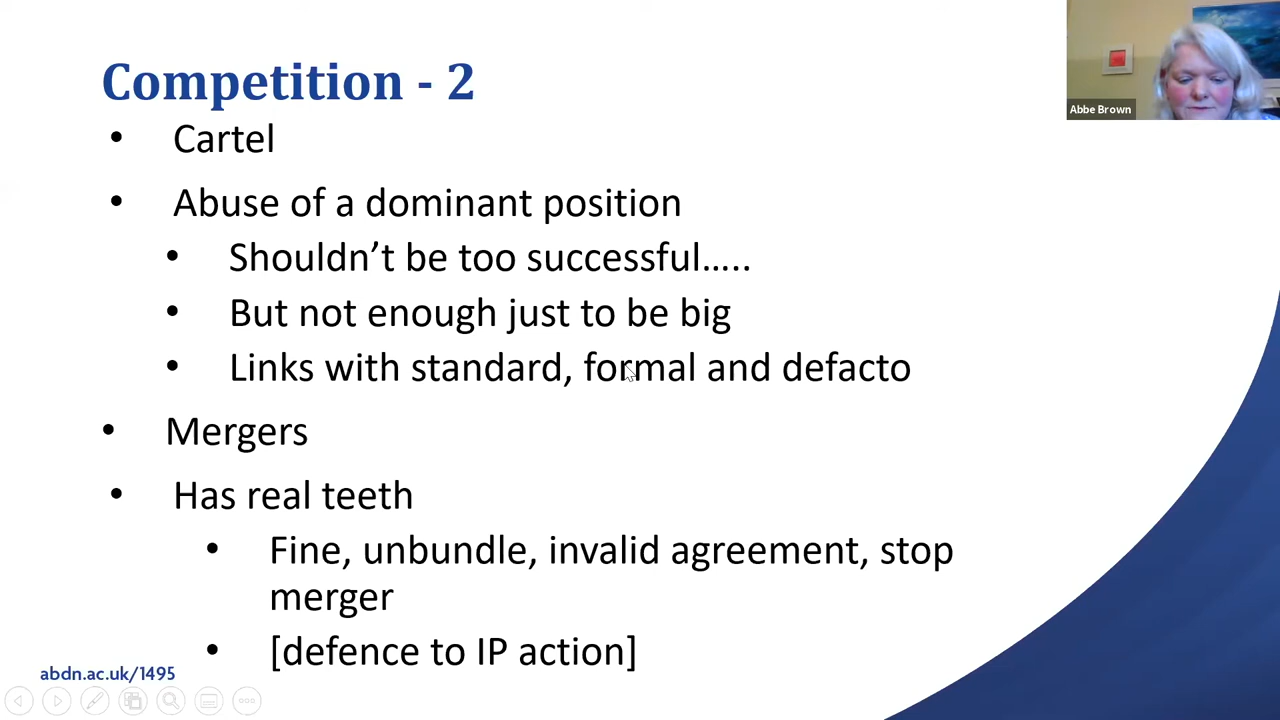 Competition - 2
Abbe Brown
• Cartel
• Abuse of a dominant position
• Shouldn’t be too successful…..
• But not enough just to be big
• Links with standard, formal and defacto
• Mergers
• Has real teeth
• Fine, unbundle, invalid agreement, stop
merger
• [defence to IP action]
abdn.ac.uk/1495